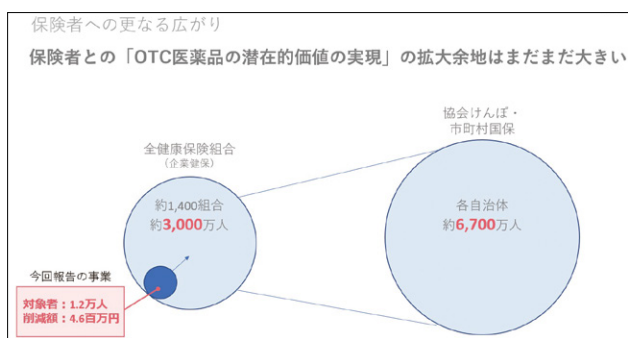 保険者への更なる広がり
保険者との「OTC医薬品の潜在的価値の実現」の拡大余地はまだまだ大きい
協会けんぽ・
市町村国保
全健康保険組合
(企業健保)
約1,400組合
約3,000万人
各自治体
約6,700万人
今回報告の事業
対象者：1.2万人
削減額：4.6百万円